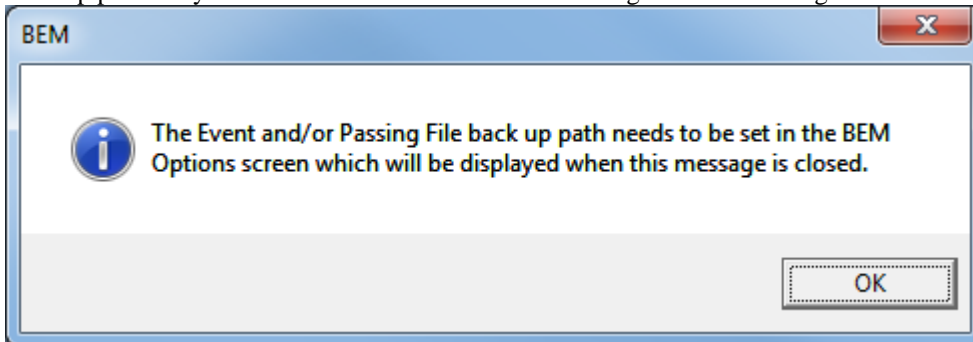 BEM
The Event and/or Passing File back up path needs to be set in the BEM
Options screen which will be displayed when this message is closed.
OK